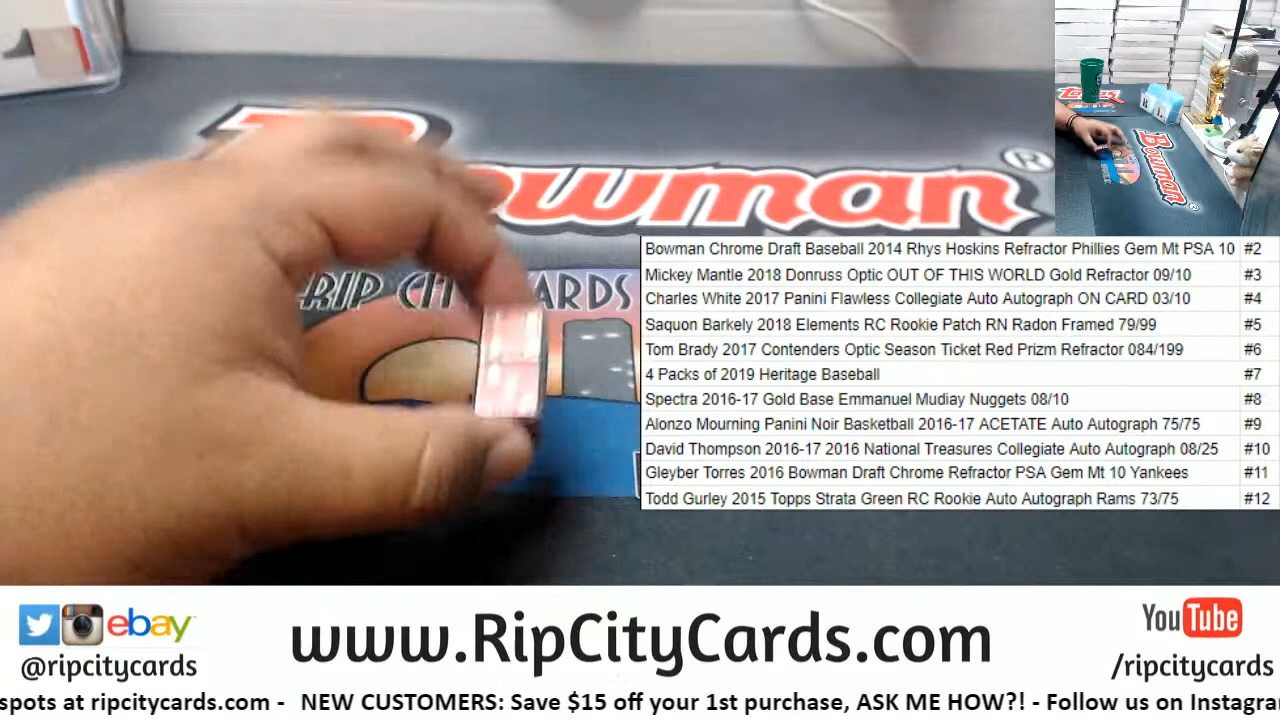 Bowman®
RIP CIT ARDS
Topps
Bowman
Bowman Chrome Draft Baseball 2014 Rhys Hoskins Refractor Phillies Gem Mt PSA 10 #2
Mickey Mantle 2018 Donruss Optic OUT OF THIS WORLD Gold Refractor 09/10 #3
Charles White 2017 Panini Flawless Collegiate Auto Autograph ON CARD 03/10 #4
Saquon Barkely 2018 Elements RC Rookie Patch RN Radon Framed 79/99 #5
Tom Brady 2017 Contenders Optic Season Ticket Red Prizm Refractor 084/199 #6
4 Packs of 2019 Heritage Baseball #7
Spectra 2016-17 Gold Base Emmanuel Mudiay Nuggets 08/10 #8
Alonzo Mourning Panini Noir Basketball 2016-17 ACETATE Auto Autograph 75/75 #9
David Thompson 2016-17 2016 National Treasures Collegiate Auto Autograph 08/25 #10
Gleyber Torres 2016 Bowman Draft Chrome Refractor PSA Gem Mt 10 Yankees #11
Todd Gurley 2015 Topps Strata Green RC Rookie Auto Autograph Rams 73/75 #12
ebay
@ripcitycards
www.RipCityCards.com
YouTube
/ripcitycards
spots at ripcitycards.com - NEW CUSTOMERS: Save $15 off your 1st purchase, ASK ME HOW?! - Follow us on Instagra